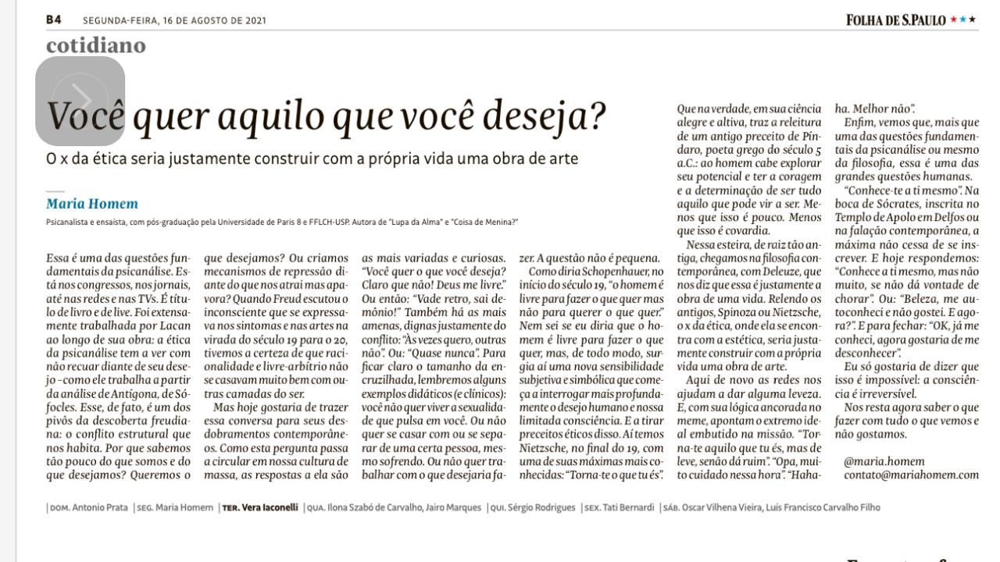 B4 SEGUNDA-FEIRA, 16 DE AGOSTO DE 2021
FOLHA DE S.PAULO ★★★
cotidiano
Você quer aquilo que você deseja?
O x da ética seria justamente construir com a própria vida uma obra de arte
Maria Homem
Psicanalista e ensaísta, com pós-graduação pela Universidade de Paris 8 e FFLCH-USP. Autora de “Lupa da Alma” e “Coisa de Menina?”
Essa é uma das questões fun-
damentais da psicanálise. Es-
tá nos congressos, nos jornais,
até nas redes e nas TVs. É títu-
lo de livro e de live. Foi extensa-
mente trabalhada por Lacan
ao longo de sua obra: a ética
da psicanálise tem a ver com
não recuar diante de seu dese-
jo –como ele trabalha a partir
da análise de Antígona, de Só-
focles. Esse, de fato, é um dos
pivôs da descoberta freudia-
na: o conflito estrutural que
nos habita. Por que sabemos
tão pouco do que somos e do
que desejamos? Queremos o
que desejamos? Ou criamos
mecanismos de repressão di-
ante do que nos atrai mas apa-
vora? Quando Freud escutou o
inconsciente que se expressa-
va nos sintomas e nas artes na
virada do século 19 para o 20,
tivemos a certeza de que raci-
onalidade e livre-arbítrio não
se casavam muito bem com ou-
tras camadas do ser.
Mas hoje gostaria de trazer
essa conversa para seus des-
dobramentos contemporâne-
os. Como esta pergunta passa
a circular em nossa cultura de
massa, as respostas a ela são
as mais variadas e curiosas.
“Você quer o que você deseja?
Claro que não! Deus me livre.”
Ou então: “Vade retro, sai de-
mônio!” Também há as mais
amenas, dignas justamente do
conflito: “Às vezes quero, outras
não”. Ou: “Quase nunca”. Para
ficar claro o tamanho da en-
cruzilhada, lembremos alguns
exemplos didáticos (e clínicos):
você não quer viver a sexualida-
de que pulsa em você. Ou não
quer se casar com ou se sepa-
rar de uma certa pessoa, mes-
mo sofrendo. Ou não quer tra-
balhar com o que desejaria fa-
zer. A questão não é pequena.
Como diria Schopenhauer, no
início do século 19, “o homem é
livre para fazer o que quer mas
não para querer o que quer.”
Nem sei se eu diria que o ho-
mem é livre para fazer o que
quer, mas, de todo modo, sur-
gia aí uma nova sensibilidade
subjetiva e simbólica que come-
ça a interrogar mais profunda-
mente o desejo humano e nossa
limitada consciência. E a tirar
preceitos éticos disso. Aí temos
Nietzsche, no final do 19, com
uma de suas máximas mais co-
nhecidas: “Torna-te o que tu és”.
Que na verdade, em sua ciência
alegre e altiva, traz a releitura
de um antigo preceito de Pín-
daro, poeta grego do século 5
a.C.: ao homem cabe explorar
seu potencial e ter a coragem
e a determinação de ser tudo
aquilo que pode vir a ser. Me-
nos que isso é pouco. Menos
que isso é covardia.
Nessa esteira, de raiz tão an-
tiga, chegamos na filosofia con-
temporânea, com Deleuze, que
nos diz que essa é justamente a
obra de uma vida. Relendo os
antigos, Spinoza ou Nietzsche,
o x da ética, onde ela se encon-
tra com a estética, seria justa-
mente construir com a própria
vida uma obra de arte.
Aqui de novo as redes nos
ajudam a dar alguma leveza.
E, com sua lógica ancorada no
meme, apontam o extremo ide-
al embutido na missão. “Tor-
na-te aquilo que tu és, mas de
leve, senão dá ruim”. “Opa, mui-
to cuidado nessa hora”. “Haha-
ha. Melhor não”.
Enfim, vemos que, mais que
uma das questões fundamen-
tais da psicanálise ou mesmo
da filosofia, essa é uma das
grandes questões humanas.
“Conhece-te a ti mesmo”. Na
boca de Sócrates, inscrita no
Templo de Apolo em Delfos ou
na falação contemporânea, a
máxima não cessa de se ins-
crever. E hoje respondemos:
“Conhece a ti mesmo, mas não
muito, se não dá vontade de
chorar”. Ou: “Beleza, me au-
toconheci e não gostei. E ago-
ra?”. E para fechar: “OK, já me
conheci, agora gostaria de me
desconhecer”.
Eu só gostaria de dizer que
isso é impossível: a consciên-
cia é irreversível.
Nos resta agora saber o que
fazer com tudo o que vemos e
não gostamos.
@maria.homem
contato@mariahomem.com
| DOM. Antonio Prata | SEG. Maria Homem | TER. Vera Iaconelli | QUA. Ilona Szabó de Carvalho, Jairo Marques | QUI. Sérgio Rodrigues | SEX. Tati Bernardi | SÁB. Oscar Vilhena Vieira, Luís Francisco Carvalho Filho